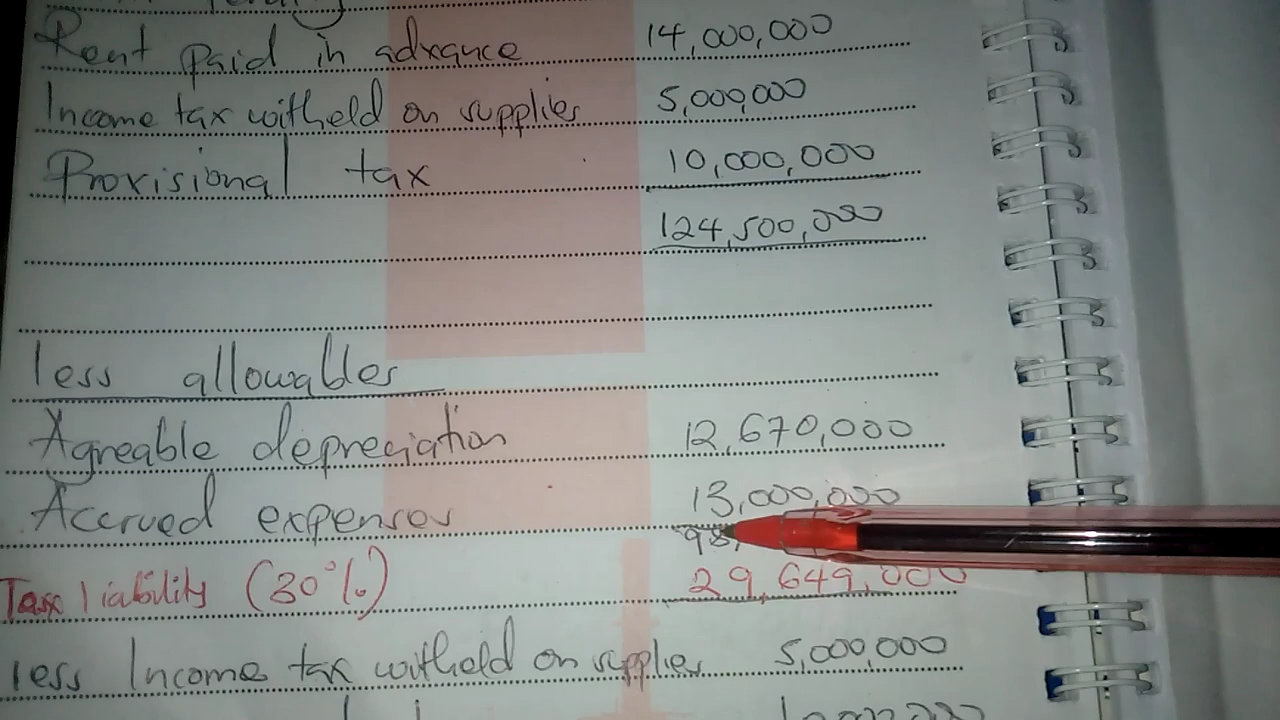 Rent paid in advance 14,000,000
Income tax witheld on supplies 5,000,000
Provisional tax 10,000,000
124,500,000
less allowables
Agreable depreciation 12,670,000
Accrued expenses 13,000,000
98,
Tax liability (30%) 29,649,000
less Income tax witheld on supplies 5,000,000